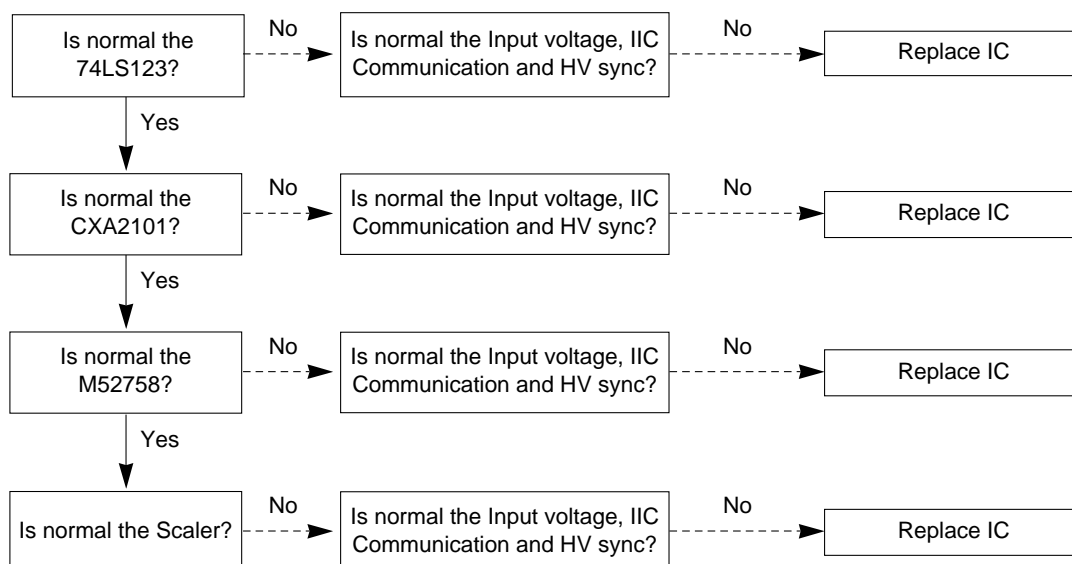 Is normal the
74LS123?
No
Is normal the Input voltage, IIC
Communication and HV sync?
No
Replace IC
Yes
Is normal the
CXA2101?
No
Is normal the Input voltage, IIC
Communication and HV sync?
No
Replace IC
Yes
Is normal the
M52758?
No
Is normal the Input voltage, IIC
Communication and HV sync?
No
Replace IC
Yes
Is normal the Scaler?
No
Is normal the Input voltage, IIC
Communication and HV sync?
No
Replace IC